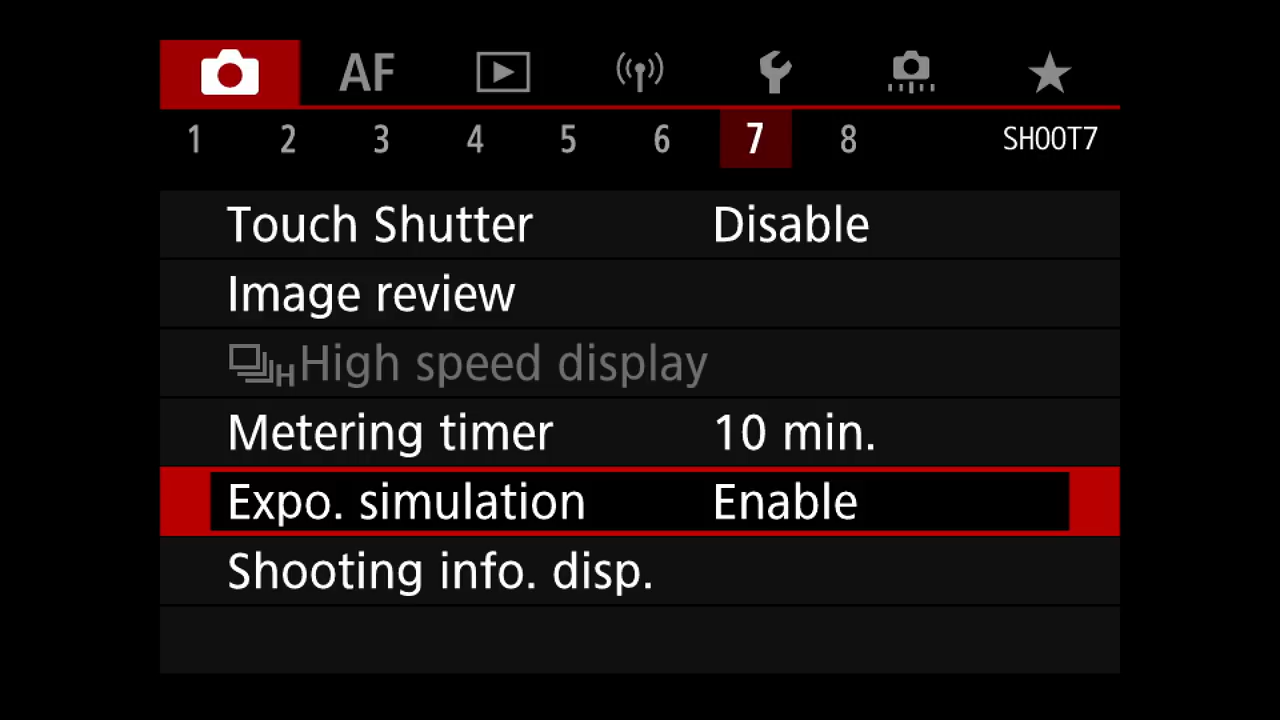 AF
1 2 3 4 5 6 7 8 SHOOT7
Touch Shutter Disable
Image review
H High speed display
Metering timer 10 min.
Expo. simulation Enable
Shooting info. disp.